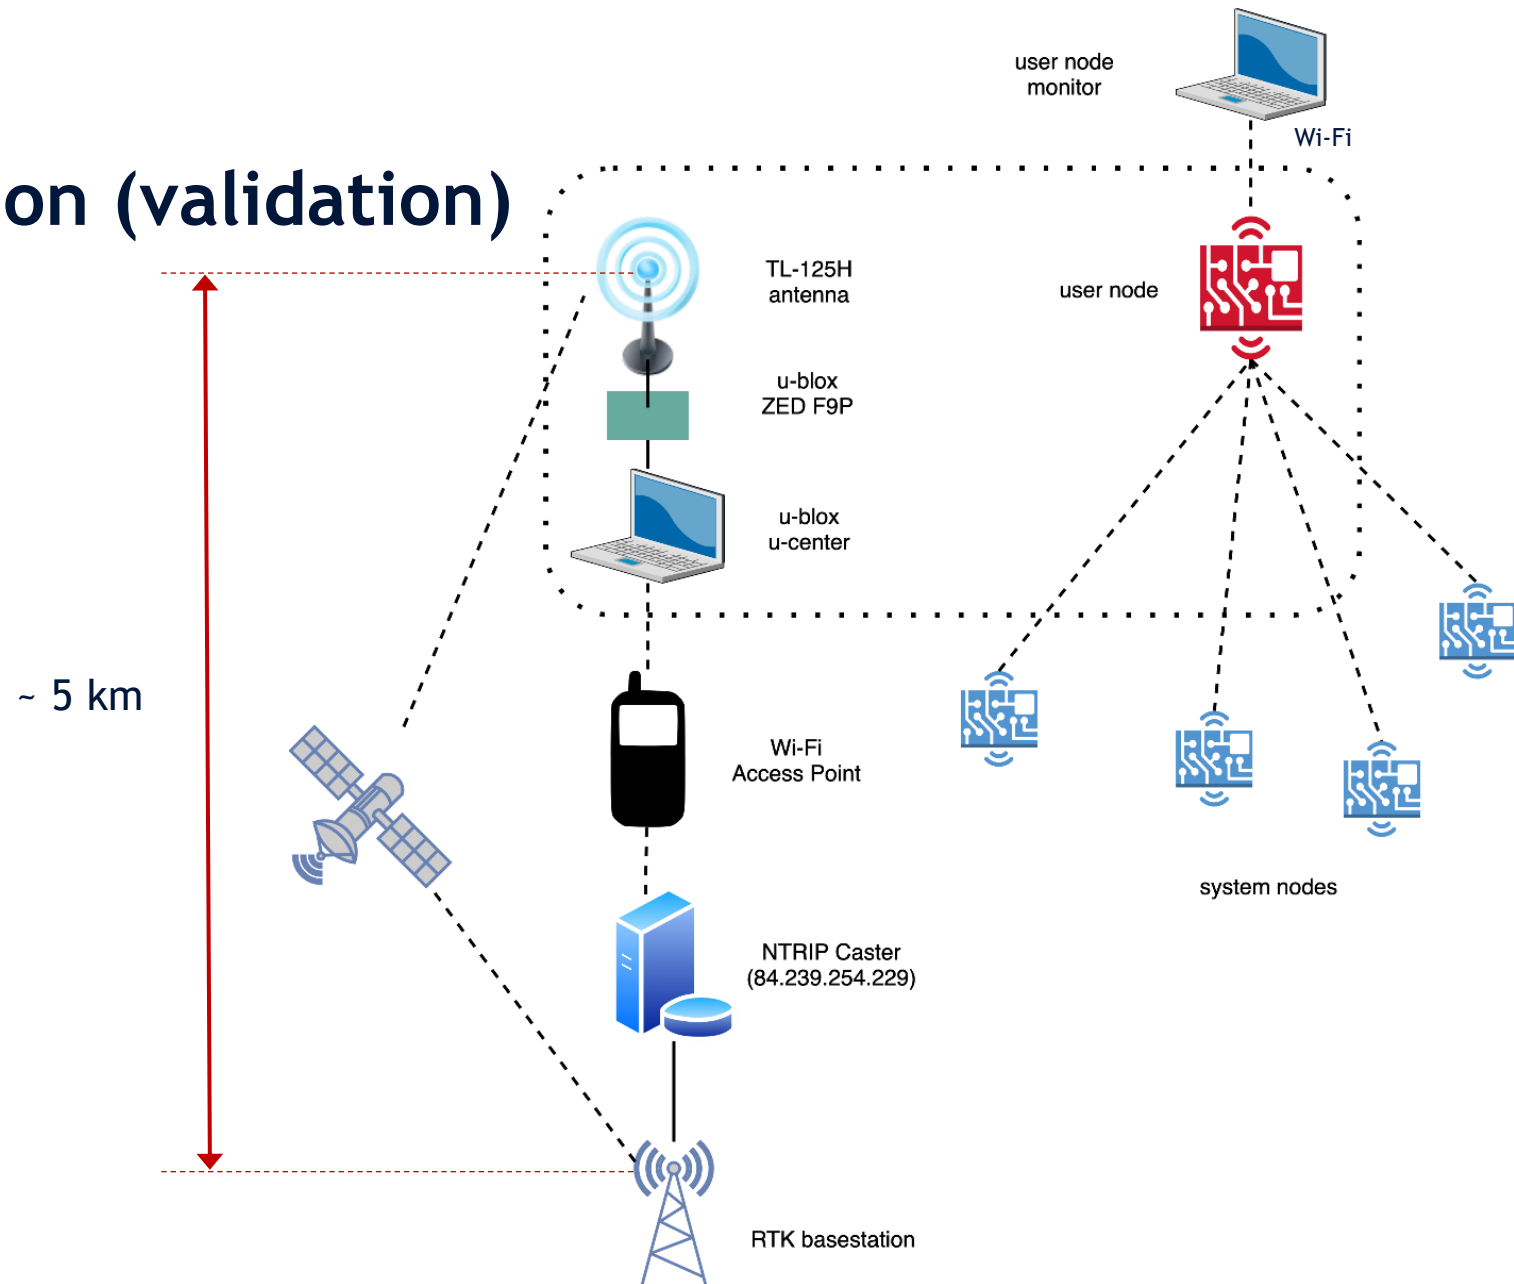 user node
monitor
Wi-Fi
on (validation)
TL-125H
antenna
user node
u-blox
ZED F9P
u-blox
u-center
~ 5 km
Wi-Fi
Access Point
system nodes
NTRIP Caster
(84.239.254.229)
RTK basestation